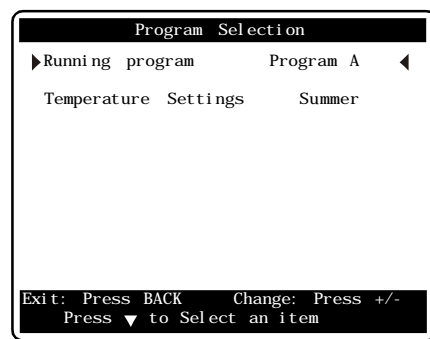 Program Selection
Running program Program A
Temperature Settings Summer
Exit: Press BACK Change: Press +/-
Press ▼ to Select an item